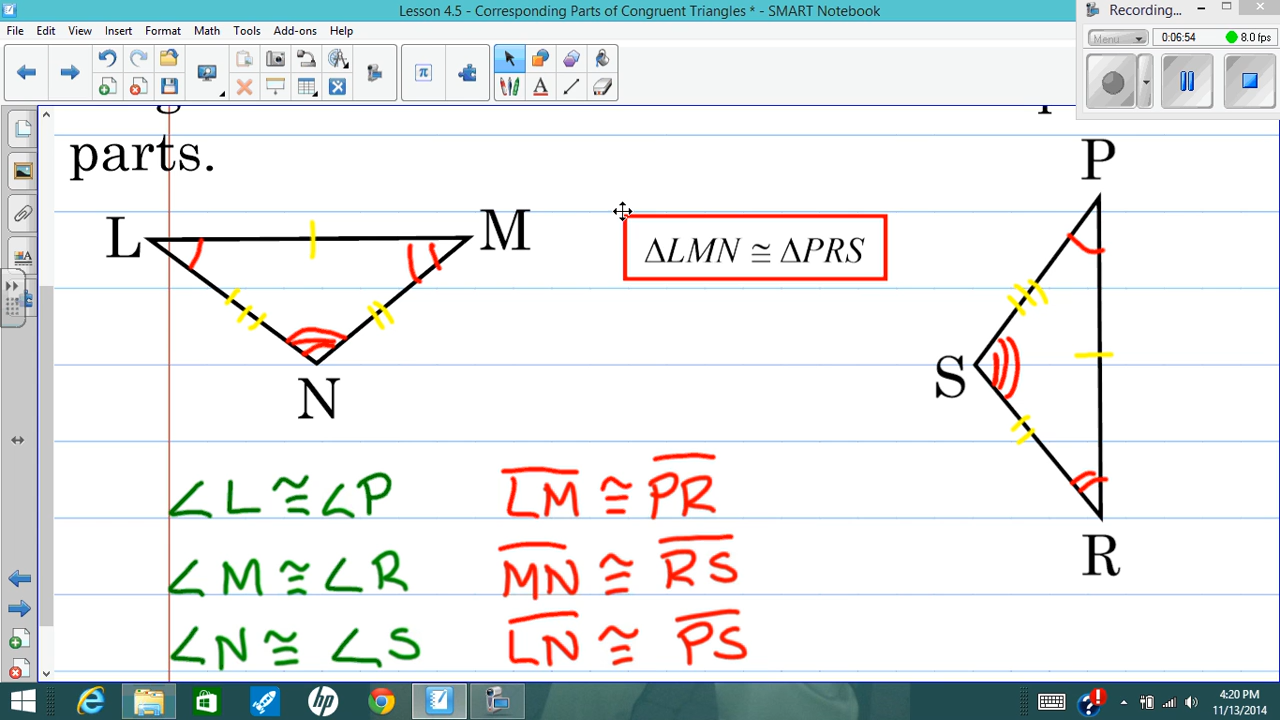 Lesson 4.5 - Corresponding Parts of Congruent Triangles * - SMART Notebook
Recording...
File Edit View Insert Format Math Tools Add-ons Help
Menu 0:06:54 8.0 fps
parts.
P
L M
ΔLMN ≅ ΔPRS
S
N
R
∠L ≅ ∠P LM ≅ PR
∠M ≅ ∠R MN ≅ RS
∠N ≅ ∠S LN ≅ PS
4:20 PM
11/13/2014